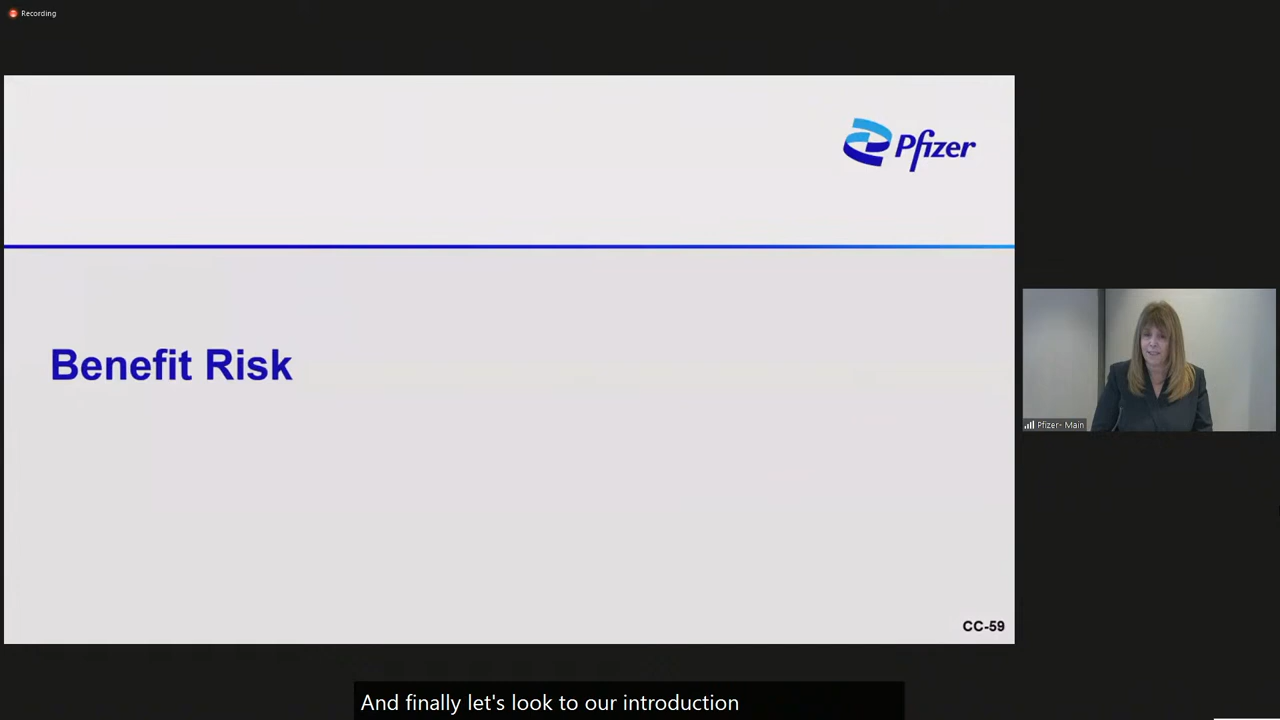 Recording
Pfizer
Benefit Risk
Pfizer- Main
CC-59
And finally let's look to our introduction